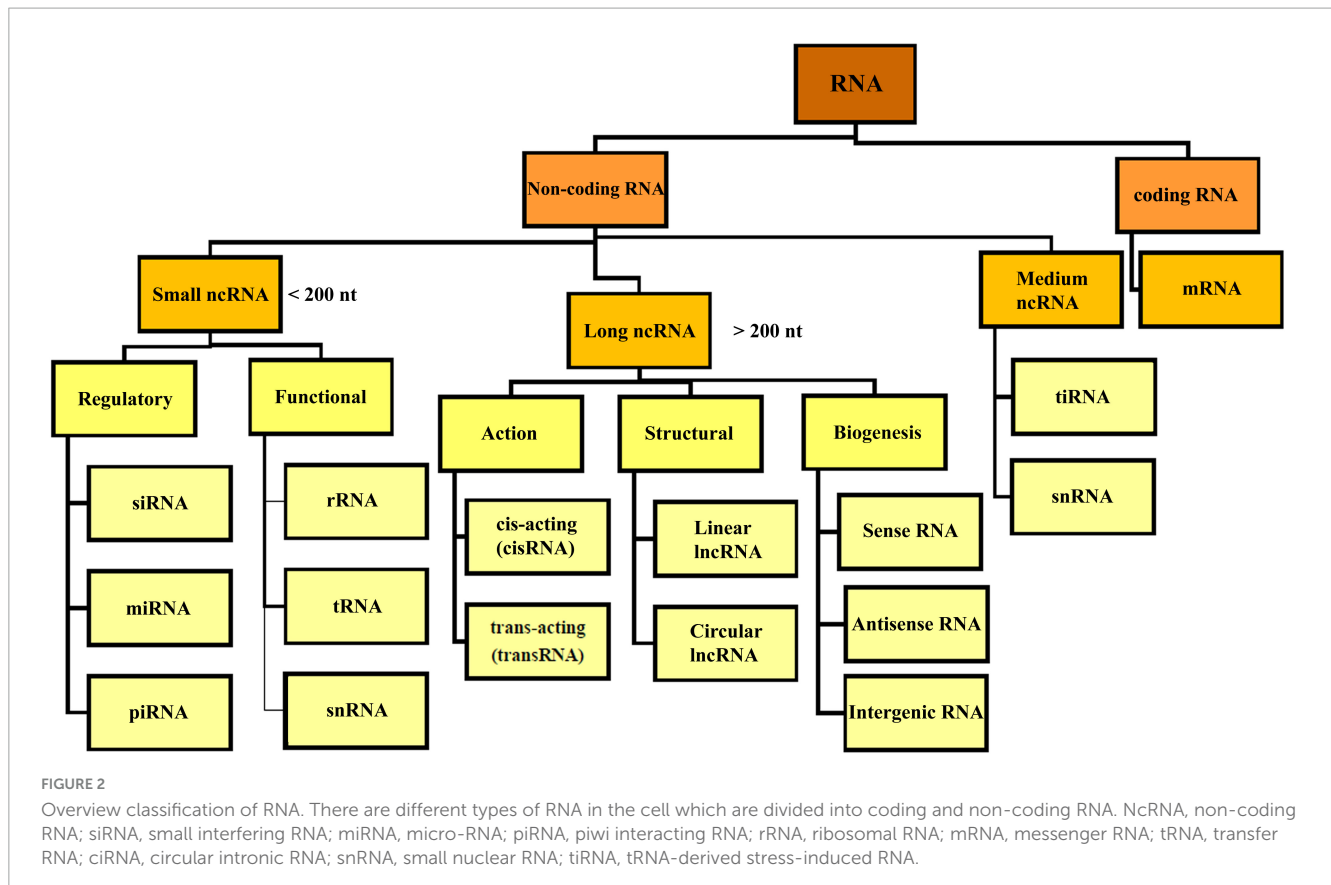 RNA
Non-coding RNA
coding RNA
Small ncRNA
< 200 nt
Long ncRNA
> 200 nt
Medium
ncRNA
mRNA
Regulatory
Functional
Action
Structural
Biogenesis
tiRNA
snRNA
siRNA
miRNA
piRNA
rRNA
tRNA
snRNA
cis-acting
(cisRNA)
trans-acting
(transRNA)
Linear
lncRNA
Circular
lncRNA
Sense RNA
Antisense RNA
Intergenic RNA
FIGURE 2
Overview classification of RNA. There are different types of RNA in the cell which are divided into coding and non-coding RNA. NcRNA, non-coding
RNA; siRNA, small interfering RNA; miRNA, micro-RNA; piRNA, piwi interacting RNA; rRNA, ribosomal RNA; mRNA, messenger RNA; tRNA, transfer
RNA; ciRNA, circular intronic RNA; snRNA, small nuclear RNA; tiRNA, tRNA-derived stress-induced RNA.